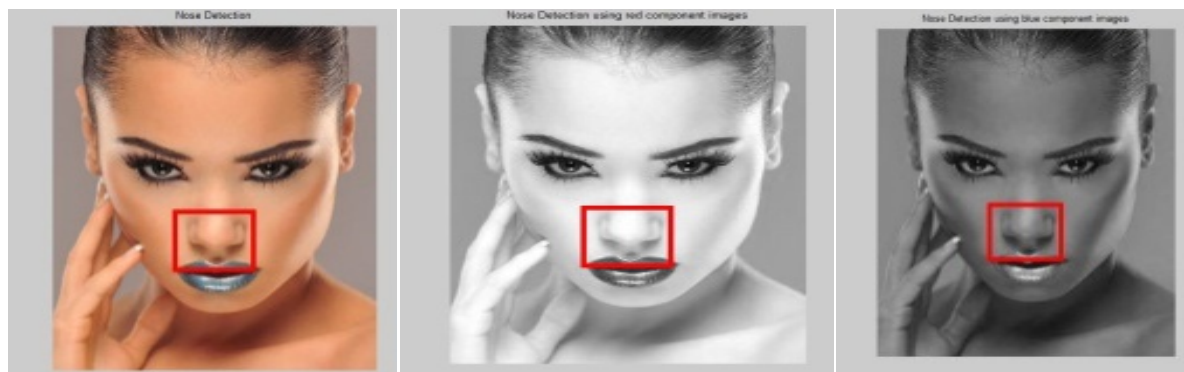 Nose Detection
Nose Detection using red component images
Nose Detection using blue component images